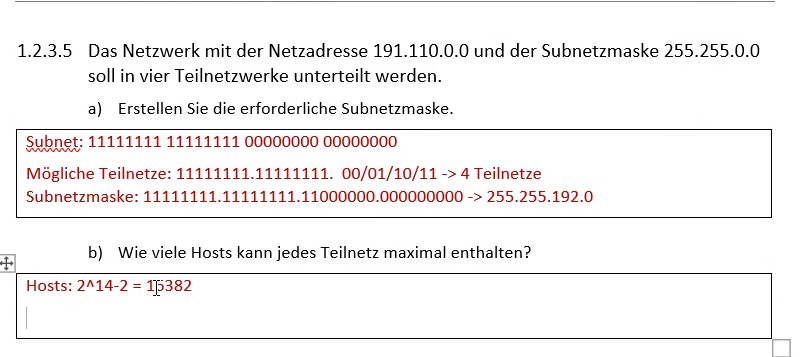 1.2.3.5 Das Netzwerk mit der Netzadresse 191.110.0.0 und der Subnetzmaske 255.255.0.0
soll in vier Teilnetzwerke unterteilt werden.
a) Erstellen Sie die erforderliche Subnetzmaske.
Subnet: 11111111 11111111 00000000 00000000
Mögliche Teilnetze: 11111111.11111111. 00/01/10/11 -> 4 Teilnetze
Subnetzmaske: 11111111.11111111.11000000.000000000 -> 255.255.192.0
b) Wie viele Hosts kann jedes Teilnetz maximal enthalten?
Hosts: 2^14-2 = 16382